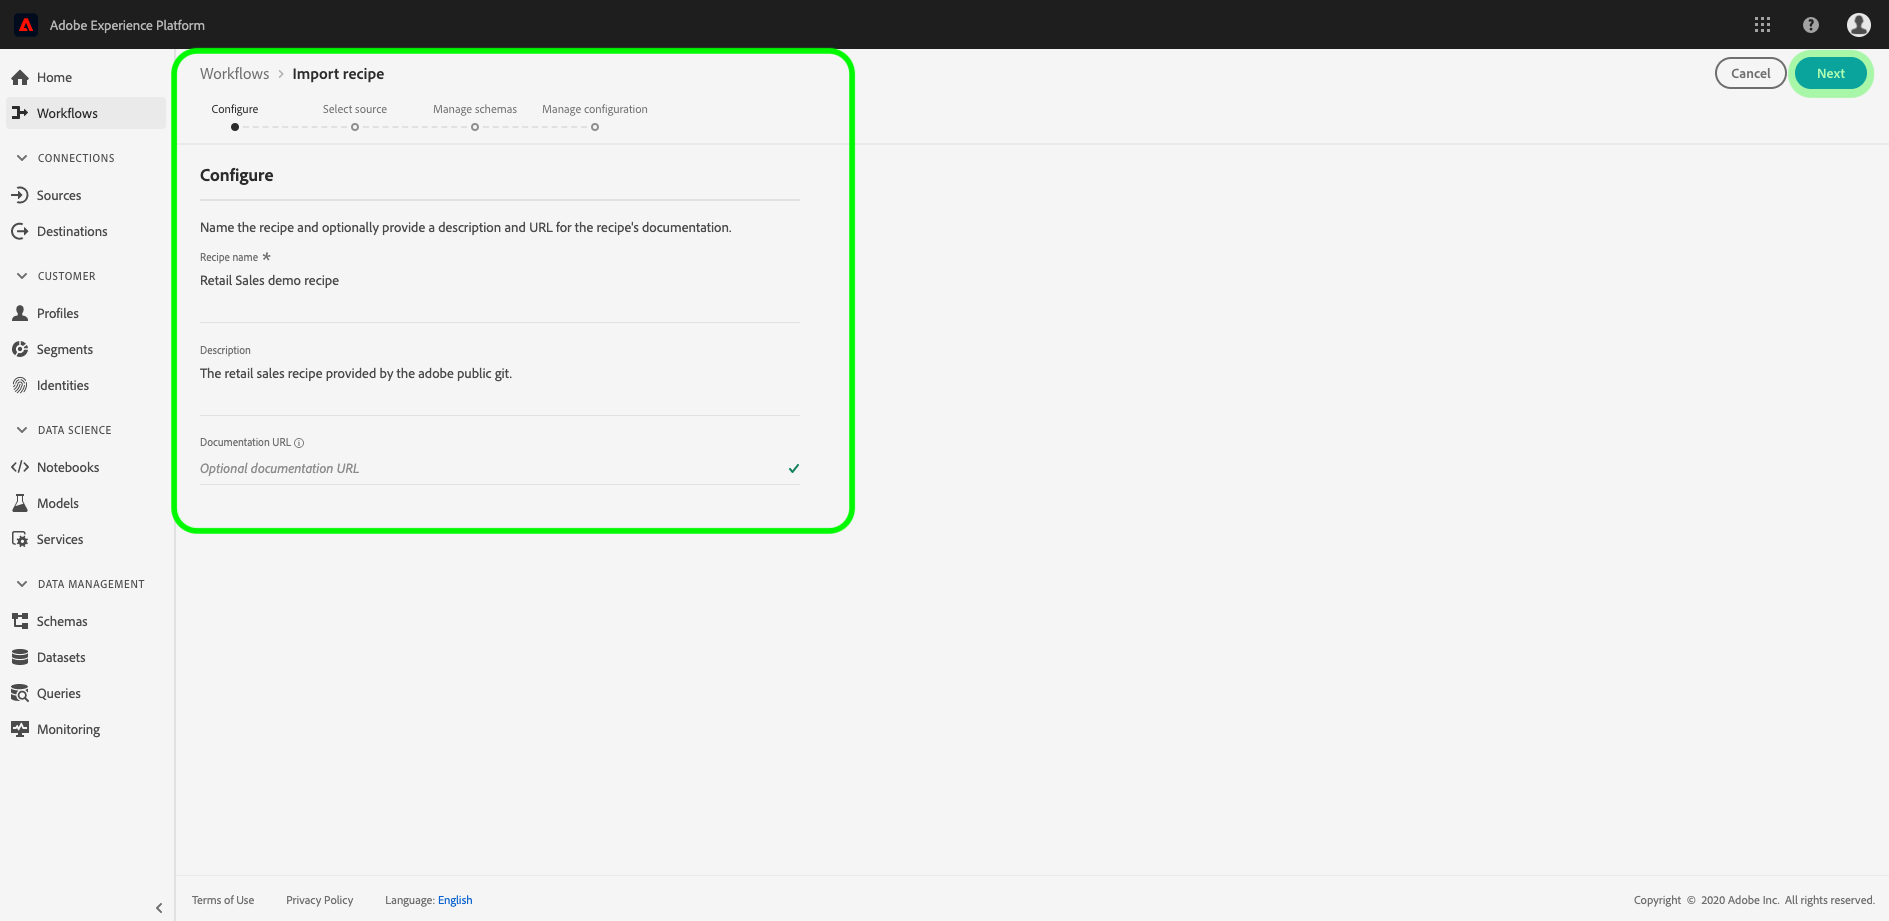 Adobe Experience Platform
Home
Workflows
CONNECTIONS
Sources
Destinations
CUSTOMER
Profiles
Segments
Identities
DATA SCIENCE
Notebooks
Models
Services
DATA MANAGEMENT
Schemas
Datasets
Queries
Monitoring
Workflows > Import recipe
Cancel
Next
Configure
Select source
Manage schemas
Manage configuration
Configure
Name the recipe and optionally provide a description and URL for the recipe's documentation.
Recipe name *
Retail Sales demo recipe
Description
The retail sales recipe provided by the adobe public git.
Documentation URL
Optional documentation URL
Terms of Use
Privacy Policy
Language: English
Copyright © 2020 Adobe Inc. All rights reserved.